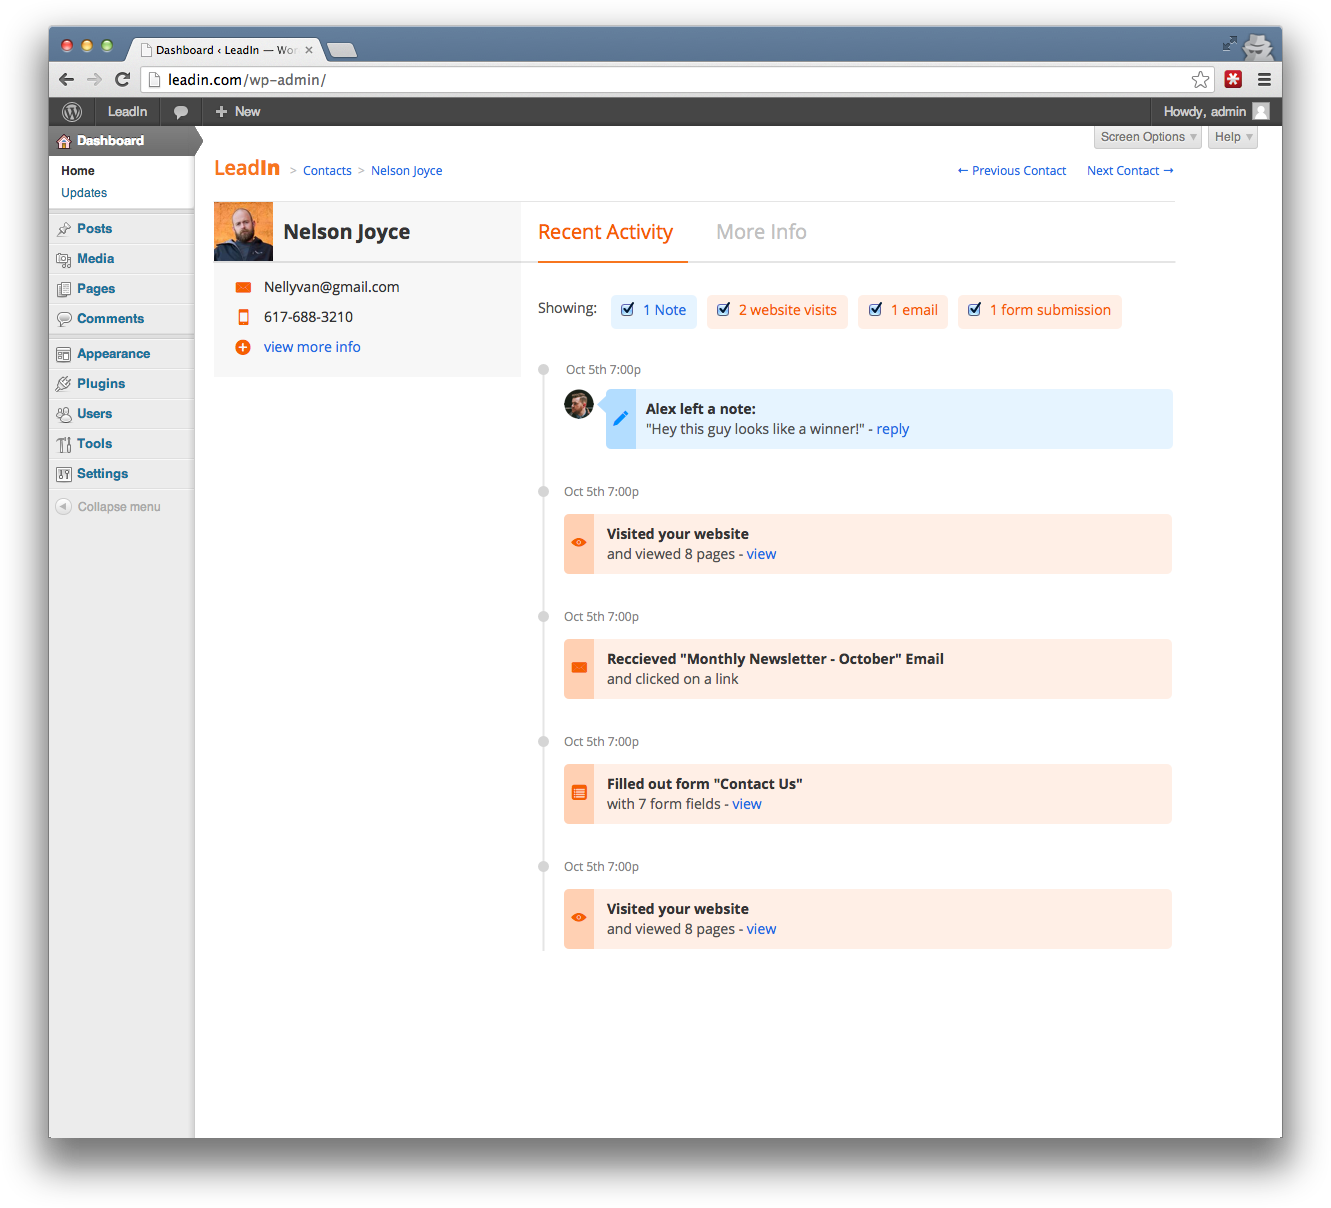 Dashboard ‹ LeadIn — Wor
leadin.com/wp-admin/
LeadIn
New
Howdy, admin
Dashboard
Home
Updates
Posts
Media
Pages
Comments
Appearance
Plugins
Users
Tools
Settings
Collapse menu
Screen Options
Help
LeadIn > Contacts > Nelson Joyce
← Previous Contact
Next Contact →
Nelson Joyce
Nellyvan@gmail.com
617-688-3210
view more info
Recent Activity
More Info
Showing:
1 Note
2 website visits
1 email
1 form submission
Oct 5th 7:00p
Alex left a note:
"Hey this guy looks like a winner!" - reply
Oct 5th 7:00p
Visited your website
and viewed 8 pages - view
Oct 5th 7:00p
Reccieved "Monthly Newsletter - October" Email
and clicked on a link
Oct 5th 7:00p
Filled out form "Contact Us"
with 7 form fields - view
Oct 5th 7:00p
Visited your website
and viewed 8 pages - view